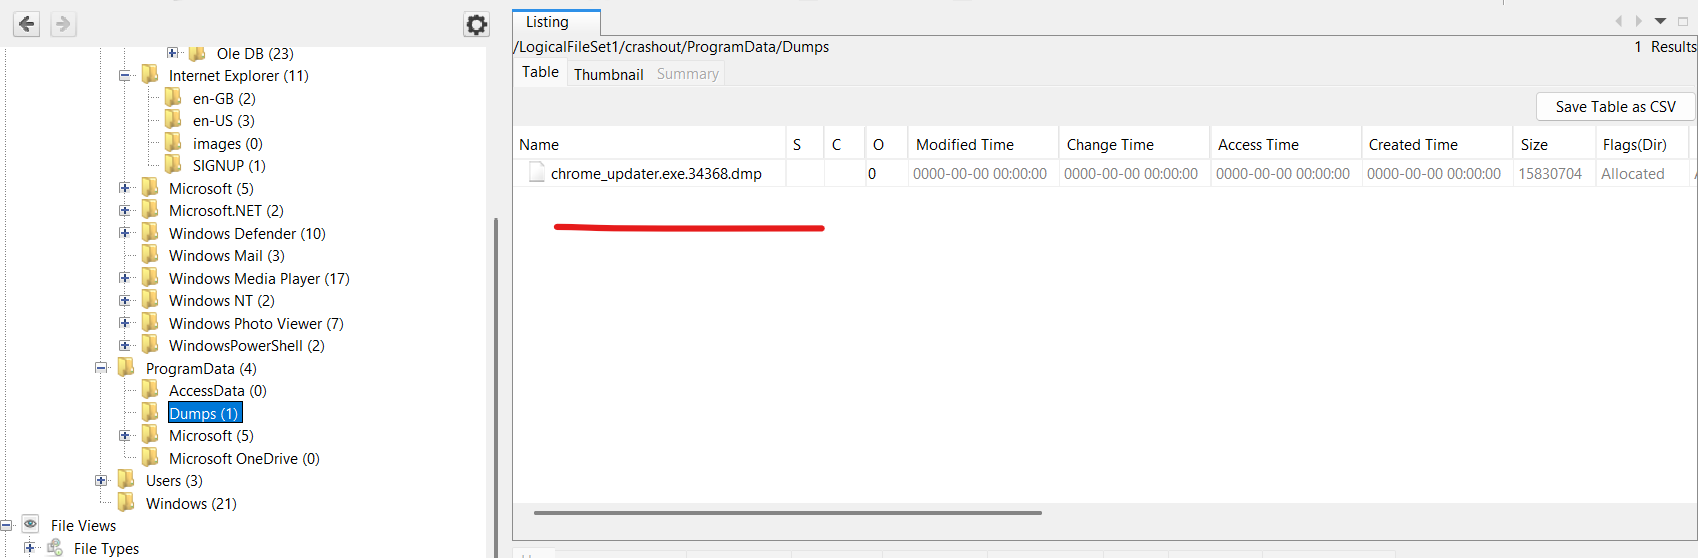 Ole DB (23)
Internet Explorer (11)
en-GB (2)
en-US (3)
images (0)
SIGNUP (1)
Microsoft (5)
Microsoft.NET (2)
Windows Defender (10)
Windows Mail (3)
Windows Media Player (17)
Windows NT (2)
Windows Photo Viewer (7)
WindowsPowerShell (2)
ProgramData (4)
AccessData (0)
Dumps (1)
Microsoft (5)
Microsoft OneDrive (0)
Users (3)
Windows (21)
File Views
File Types
Listing
/LogicalFileSet1/crashout/ProgramData/Dumps 1 Results
Table Thumbnail Summary
Save Table as CSV
Name S C O Modified Time Change Time Access Time Created Time Size Flags(Dir)
chrome_updater.exe.34368.dmp 0 0000-00-00 00:00:00 0000-00-00 00:00:00 0000-00-00 00:00:00 0000-00-00 00:00:00 15830704 Allocated